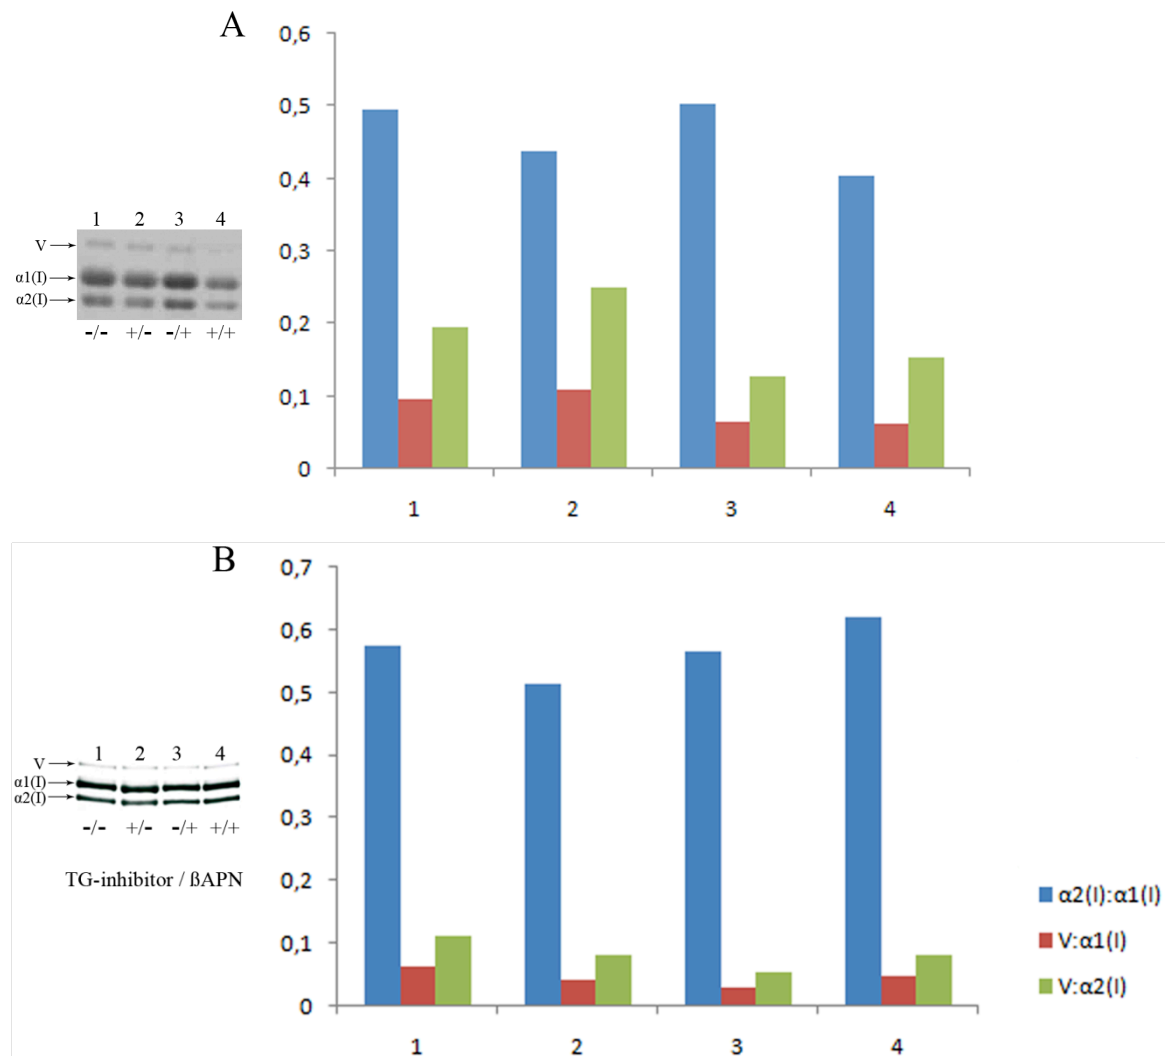 A
0,6
0,5
0,4
0,3
0,2
0,1
0
1 2 3 4
1 2 3 4
V
α1(I)
α2(I)
-/- +/- -/+ +/+
B
0,7
0,6
0,5
0,4
0,3
0,2
0,1
0
1 2 3 4
1 2 3 4
V
α1(I)
α2(I)
-/- +/- -/+ +/+
TG-inhibitor / ßAPN
α2(I):α1(I)
V:α1(I)
V:α2(I)